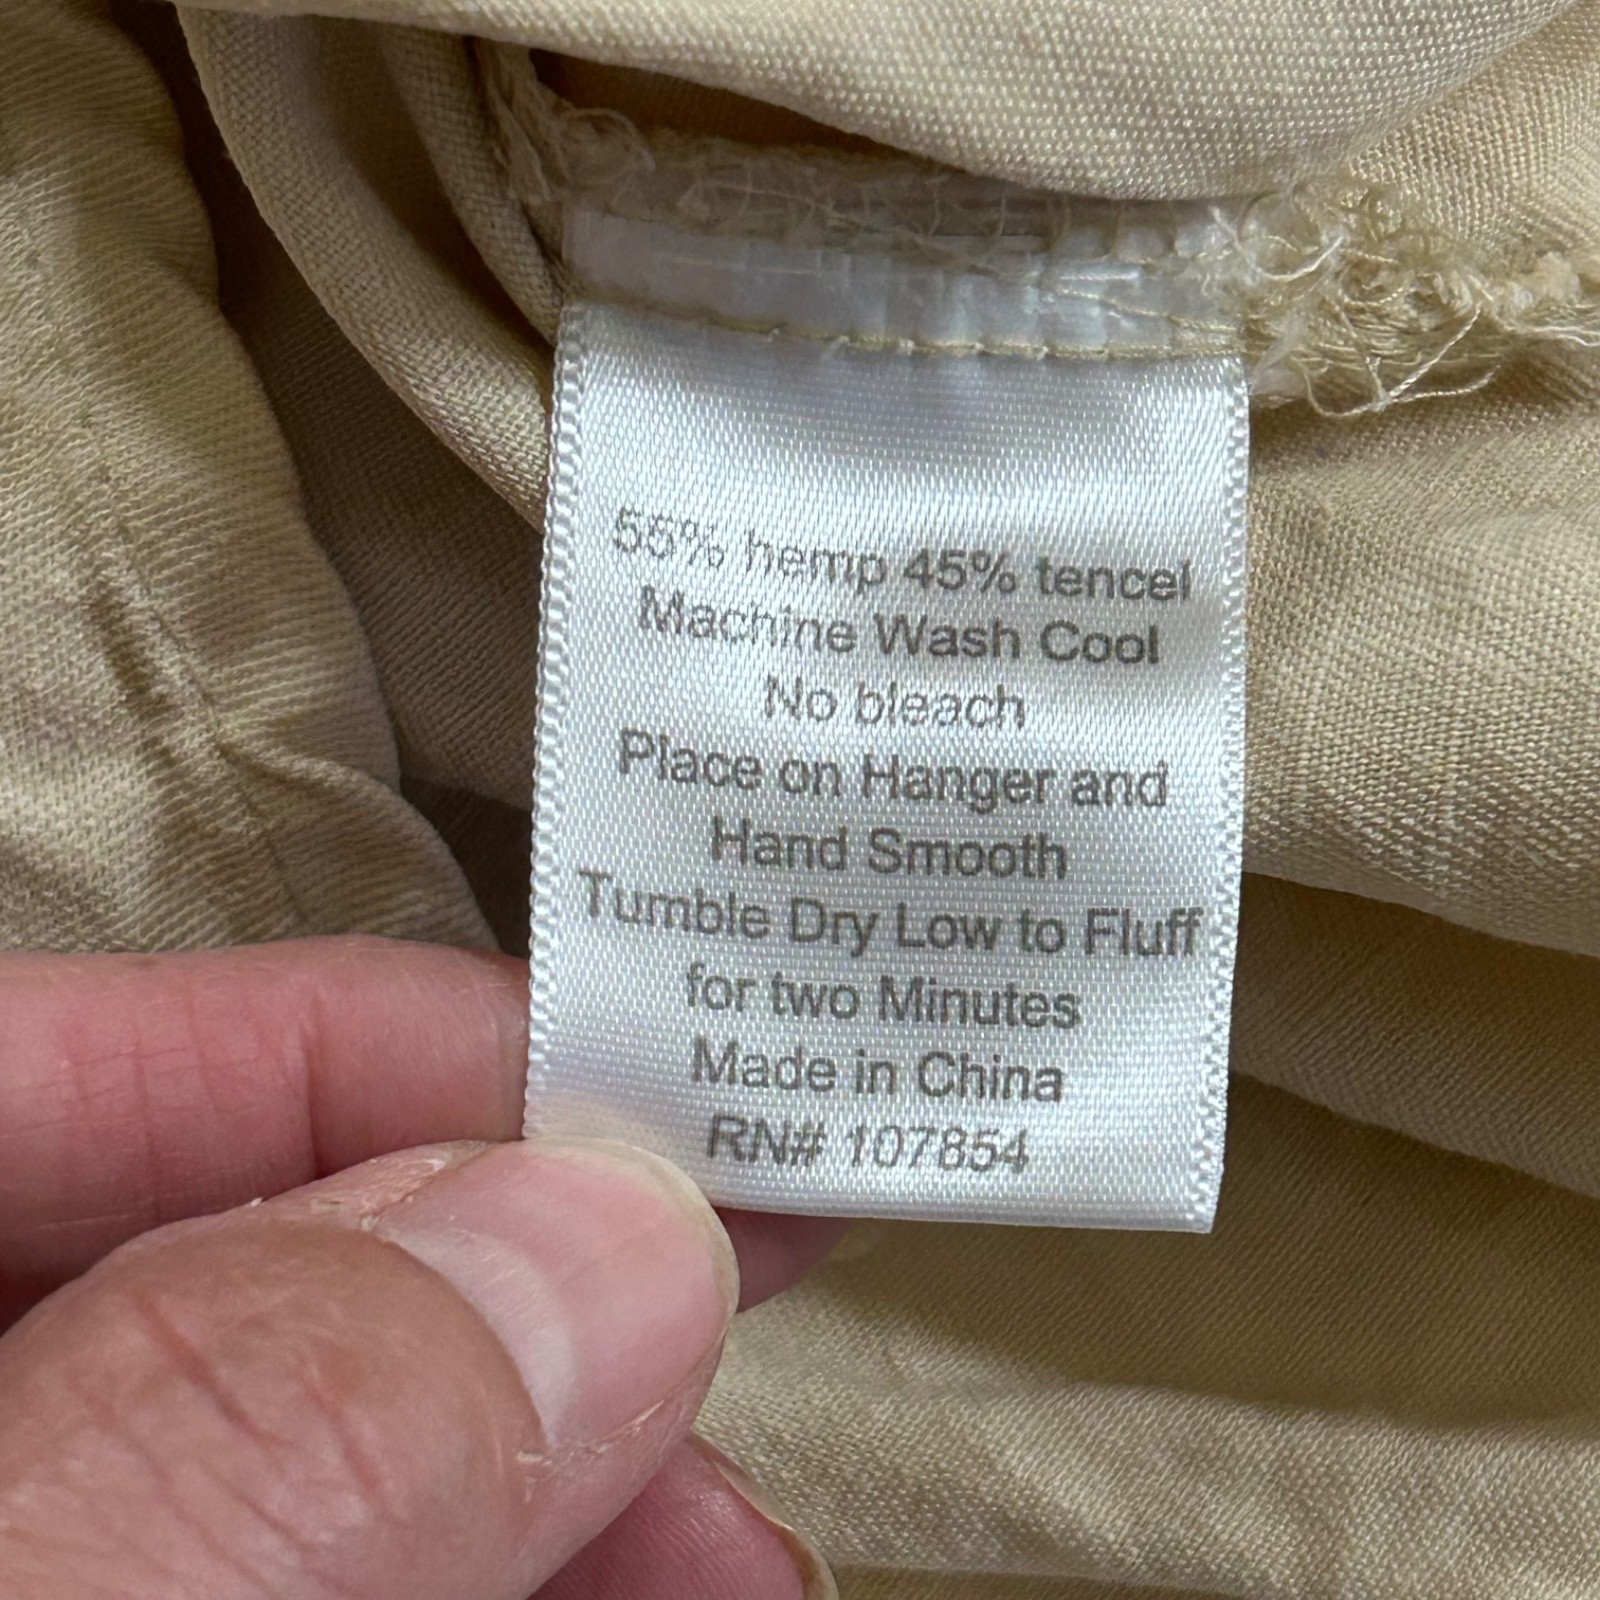 55% hemp 45% tencel
Machine Wash Cool
No bleach
Place on Hanger and
Hand Smooth
Tumble Dry Low to Fluff
for two Minutes
Made in China
RN# 107854